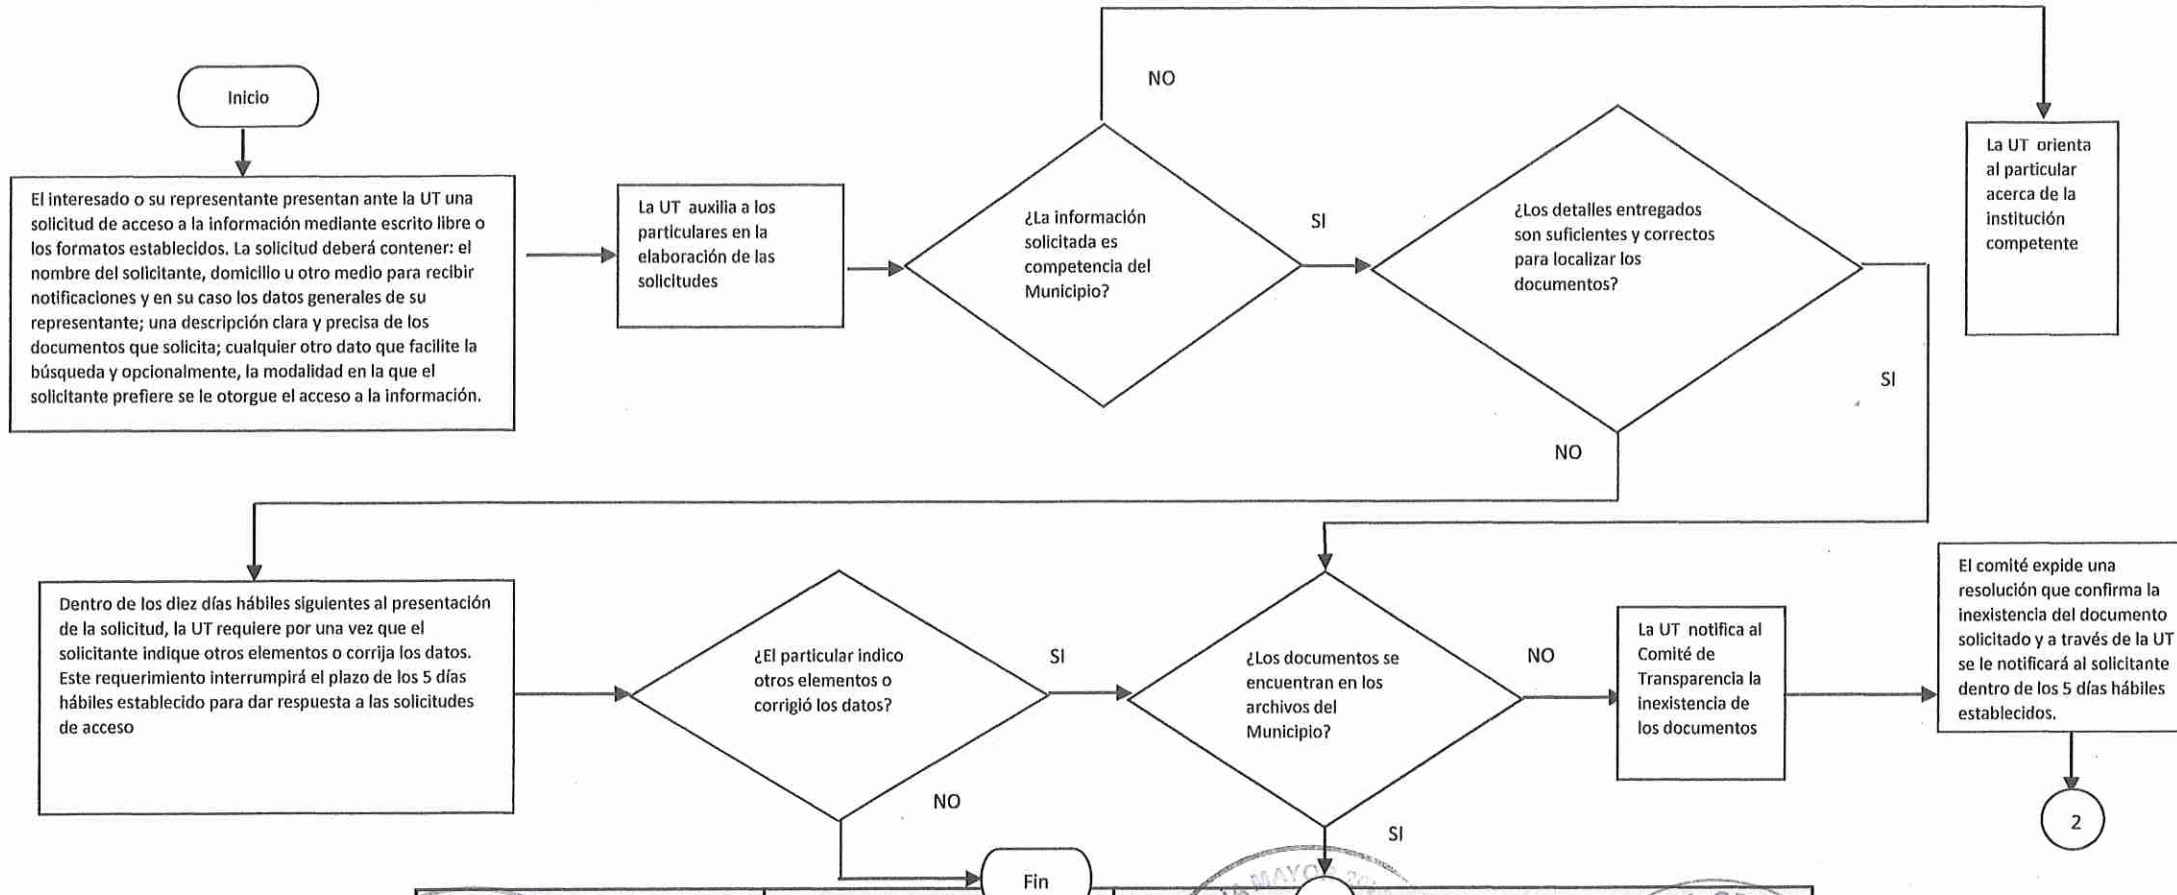 Inicio
El interesado o su representante presentan ante la UT una
solicitud de acceso a la información mediante escrito libre o
los formatos establecidos. La solicitud deberá contener: el
nombre del solicitante, domicilio u otro medio para recibir
notificaciones y en su caso los datos generales de su
representante; una descripción clara y precisa de los
documentos que solicita; cualquier otro dato que facilite la
búsqueda y opcionalmente, la modalidad en la que el
solicitante prefiere se le otorgue el acceso a la información.
La UT auxilia a los
particulares en la
elaboración de las
solicitudes
¿La información
solicitada es
competencia del
Municipio?
NO
SI
¿Los detalles entregados
son suficientes y correctos
para localizar los
documentos?
NO
SI
La UT orienta
al particular
acerca de la
institución
competente
Dentro de los diez días hábiles siguientes al presentación
de la solicitud, la UT requiere por una vez que el
solicitante indique otros elementos o corrija los datos.
Este requerimiento interrumpirá el plazo de los 5 días
hábiles establecido para dar respuesta a las solicitudes
de acceso
¿El particular indico
otros elementos o
corrigió los datos?
SI
NO
Fin
¿Los documentos se
encuentran en los
archivos del
Municipio?
NO
SI
La UT notifica al
Comité de
Transparencia la
inexistencia de
los documentos
El comité expide una
resolución que confirma la
inexistencia del documento
solicitado y a través de la UT
se le notificará al solicitante
dentro de los 5 días hábiles
establecidos.
2